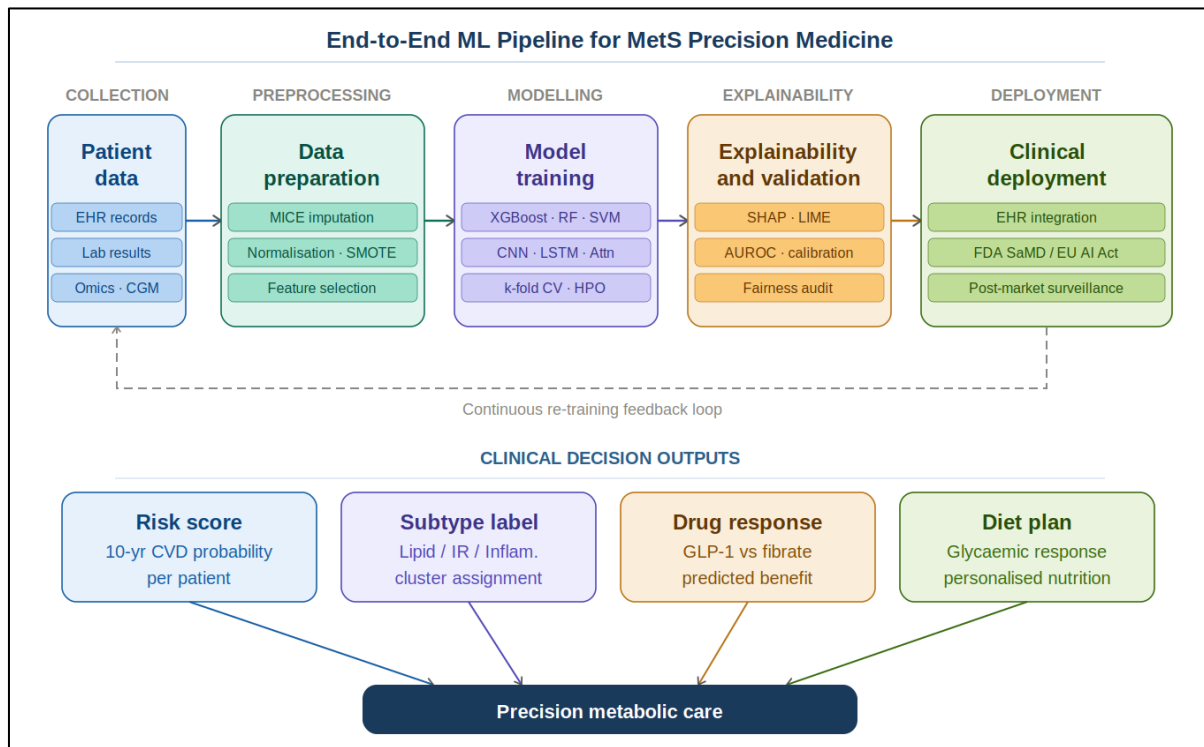 End-to-End ML Pipeline for MetS Precision Medicine
COLLECTION
PREPROCESSING
MODELLING
EXPLAINABILITY
DEPLOYMENT
Patient
data
EHR records
Lab results
Omics · CGM
Data
preparation
MICE imputation
Normalisation · SMOTE
Feature selection
Model
training
XGBoost · RF · SVM
CNN · LSTM · Attn
k-fold CV · HPO
Explainability
and validation
SHAP · LIME
AUROC · calibration
Fairness audit
Clinical
deployment
EHR integration
FDA SaMD / EU AI Act
Post-market surveillance
Continuous re-training feedback loop
CLINICAL DECISION OUTPUTS
Risk score
10-yr CVD probability
per patient
Subtype label
Lipid / IR / Inflam.
cluster assignment
Drug response
GLP-1 vs fibrate
predicted benefit
Diet plan
Glycaemic response
personalised nutrition
Precision metabolic care